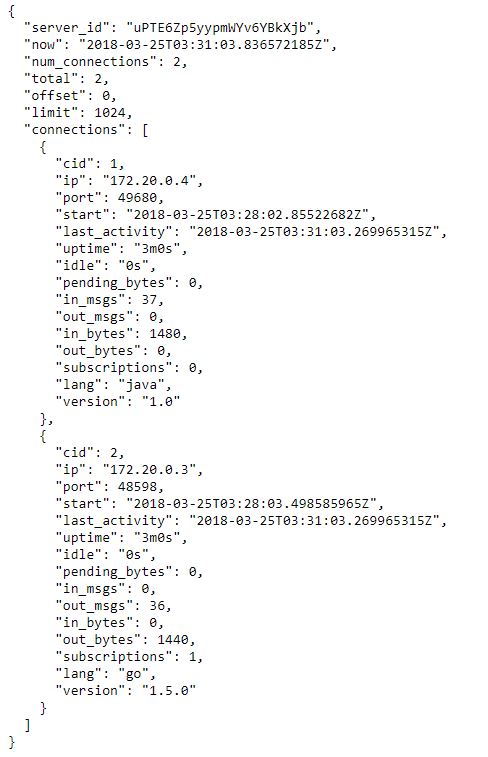 {
  "server_id": "uPTE6Zp5yypmWYv6YBkXjb",
  "now": "2018-03-25T03:31:03.836572185Z",
  "num_connections": 2,
  "total": 2,
  "offset": 0,
  "limit": 1024,
  "connections": [
    {
      "cid": 1,
      "ip": "172.20.0.4",
      "port": 49680,
      "start": "2018-03-25T03:28:02.85522682Z",
      "last_activity": "2018-03-25T03:31:03.269965315Z",
      "uptime": "3m0s",
      "idle": "0s",
      "pending_bytes": 0,
      "in_msgs": 37,
      "out_msgs": 0,
      "in_bytes": 1480,
      "out_bytes": 0,
      "subscriptions": 0,
      "lang": "java",
      "version": "1.0"
    },
    {
      "cid": 2,
      "ip": "172.20.0.3",
      "port": 48598,
      "start": "2018-03-25T03:28:03.498585965Z",
      "last_activity": "2018-03-25T03:31:03.269965315Z",
      "uptime": "3m0s",
      "idle": "0s",
      "pending_bytes": 0,
      "in_msgs": 0,
      "out_msgs": 36,
      "in_bytes": 0,
      "out_bytes": 1440,
      "subscriptions": 1,
      "lang": "go",
      "version": "1.5.0"
    }
  ]
}